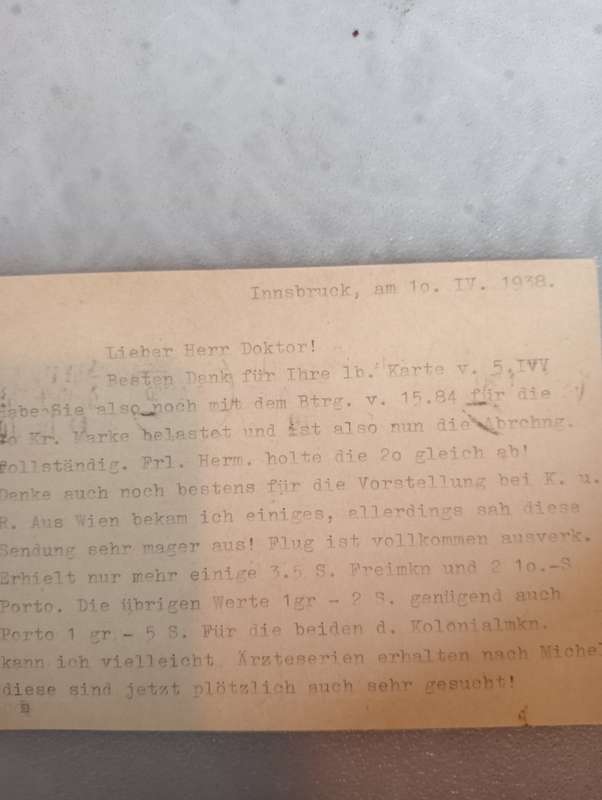 Innsbruck, am 1o. IV. 1938.
Lieber Herr Doktor!
Besten Dank für Ihre lb. Karte v. 5.IVV
Habe Sie also noch mit dem Btrg. v. 15.84 für die
Kr. Marke belastet und ist also nun die Abrchng.
vollständig. Frl. Herm. holte die 2o gleich ab!
Danke auch noch bestens für die Vorstellung bei K. u.
R. Aus Wien bekam ich einiges, allerdings sah diese
Sendung sehr mager aus! Flug ist vollkommen ausverk.
Erhielt nur mehr einige 3.5 S. Freimkn und 2 1o.-S
Porto. Die übrigen Werte 1gr - 2 S. genügend auch
Porto 1 gr.- 5 S. Für die beiden d. Kolonialmkn.
kann ich vielleicht Ärzteserien erhalten nach Michel
diese sind jetzt plötzlich auch sehr gesucht!